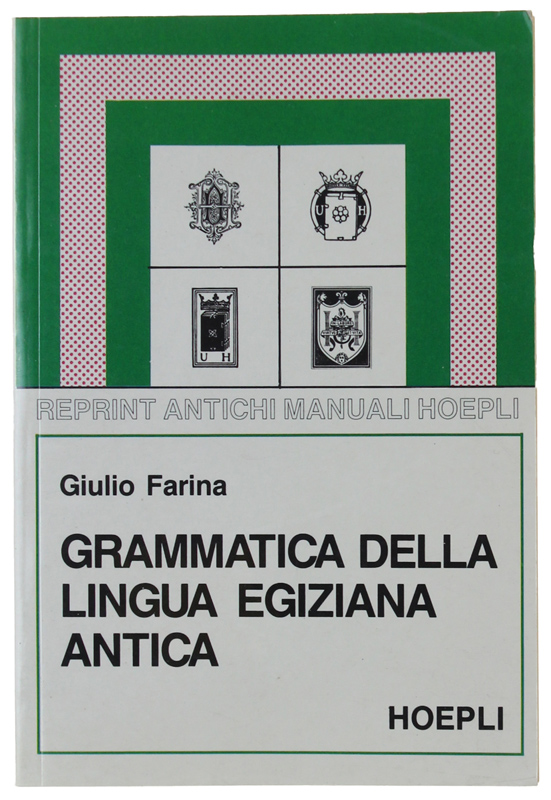 U H
U H
REPRINT ANTICHI MANUALI HOEPLI
Giulio Farina
GRAMMATICA DELLA
LINGUA EGIZIANA
ANTICA
HOEPLI